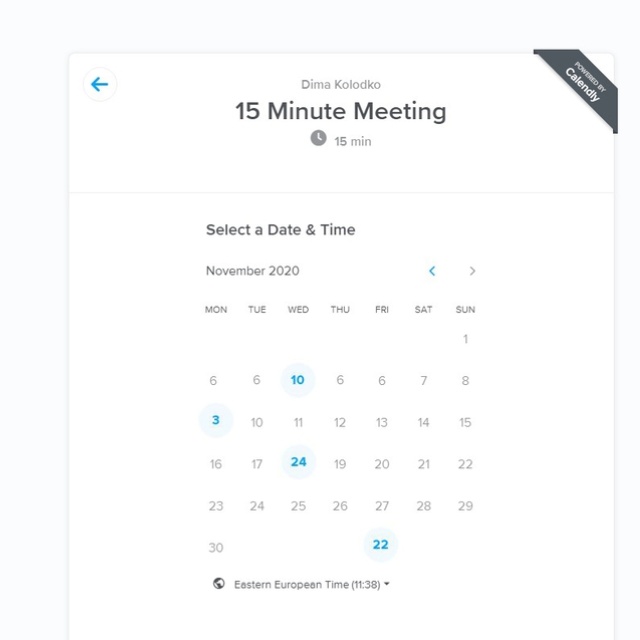 POWERED BY
Calendly
Dima Kolodko
15 Minute Meeting
15 min
Select a Date & Time
November 2020
MON TUE WED THU FRI SAT SUN
1
6 6 10 6 6 7 8
3 10 11 12 13 14 15
16 17 24 19 20 21 22
23 24 25 26 27 28 29
30 22
Eastern European Time (11:38)